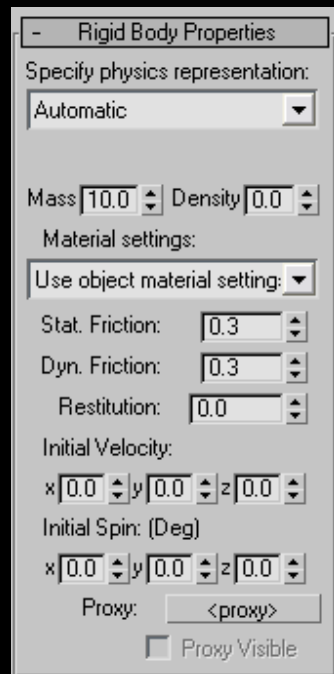 - Rigid Body Properties
Specify physics representation:
Automatic
Mass 10.0 Density 0.0
Material settings:
Use object material setting:
Stat. Friction: 0.3
Dyn. Friction: 0.3
Restitution: 0.0
Initial Velocity:
x 0.0 y 0.0 z 0.0
Initial Spin: (Deg)
x 0.0 y 0.0 z 0.0
Proxy: <proxy>
Proxy Visible